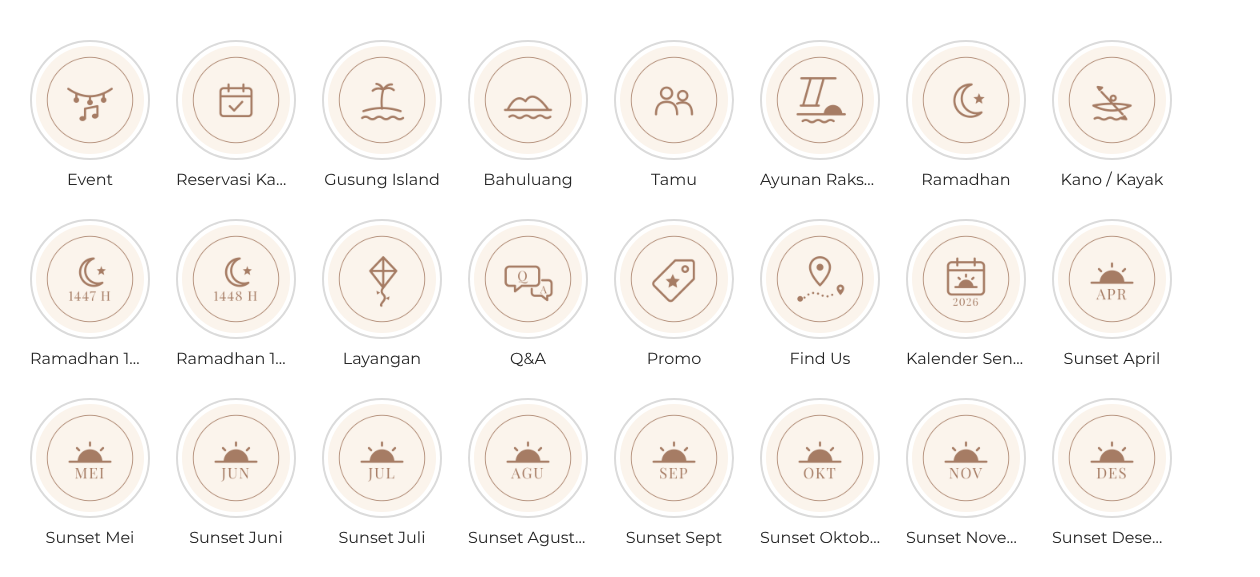 Event
Reservasi Ka...
Gusung Island
Bahuluang
Tamu
Ayunan Raks...
Ramadhan
Kano / Kayak
1447 H
1448 H
Q
A
2026
APR
Ramadhan 1...
Ramadhan 1...
Layangan
Q&A
Promo
Find Us
Kalender Sen...
Sunset April
MEI
JUN
JUL
AGU
SEP
OKT
NOV
DES
Sunset Mei
Sunset Juni
Sunset Juli
Sunset Agust...
Sunset Sept
Sunset Oktob...
Sunset Nove...
Sunset Dese...